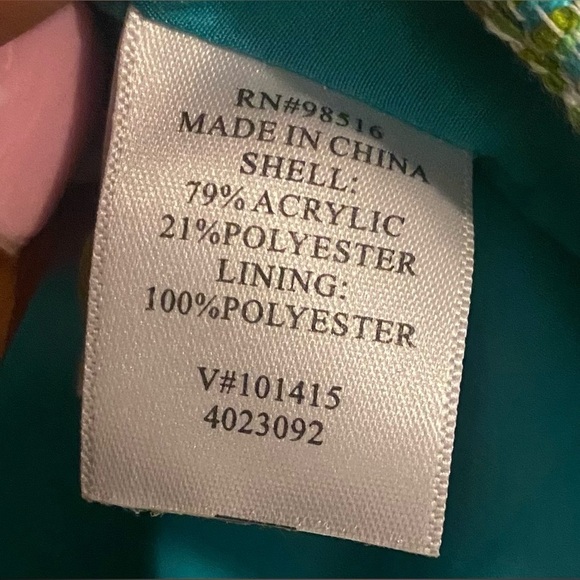 RN#98516
MADE IN CHINA
SHELL:
79% ACRYLIC
21%POLYESTER
LINING:
100%POLYESTER
V#101415
4023092